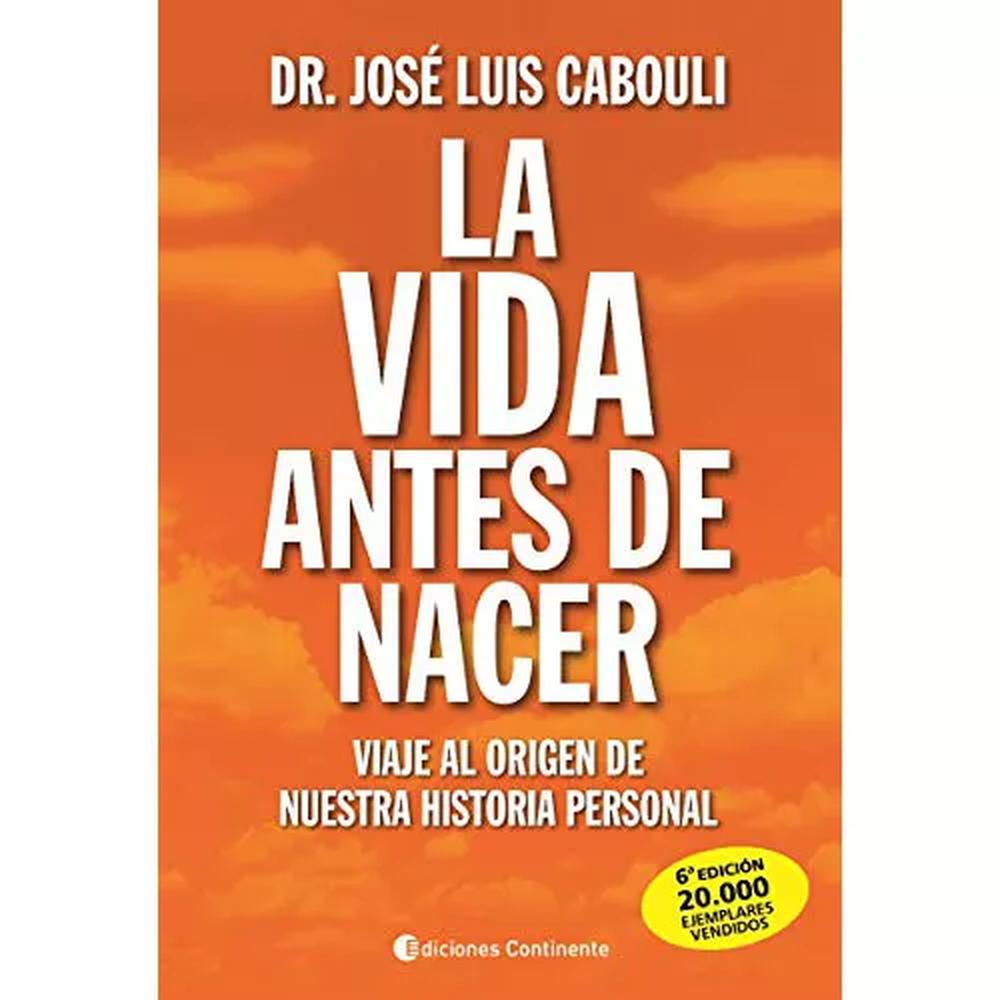 DR. JOSÉ LUIS CABOULI
LA
VIDA
ANTES DE
NACER
VIAJE AL ORIGEN DE
NUESTRA HISTORIA PERSONAL
6ª EDICIÓN
20.000
EJEMPLARES
VENDIDOS
Ediciones Continente